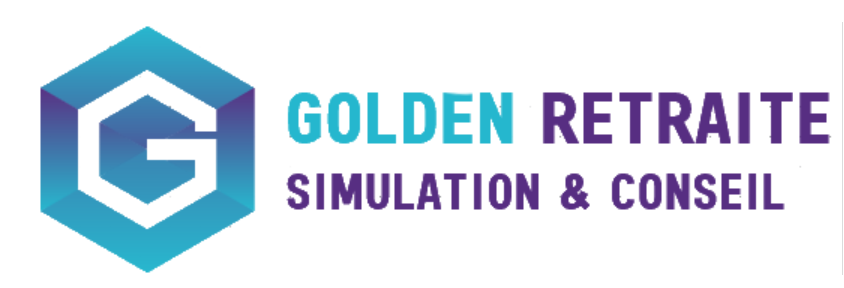 G
GOLDEN RETRAITE
SIMULATION & CONSEIL